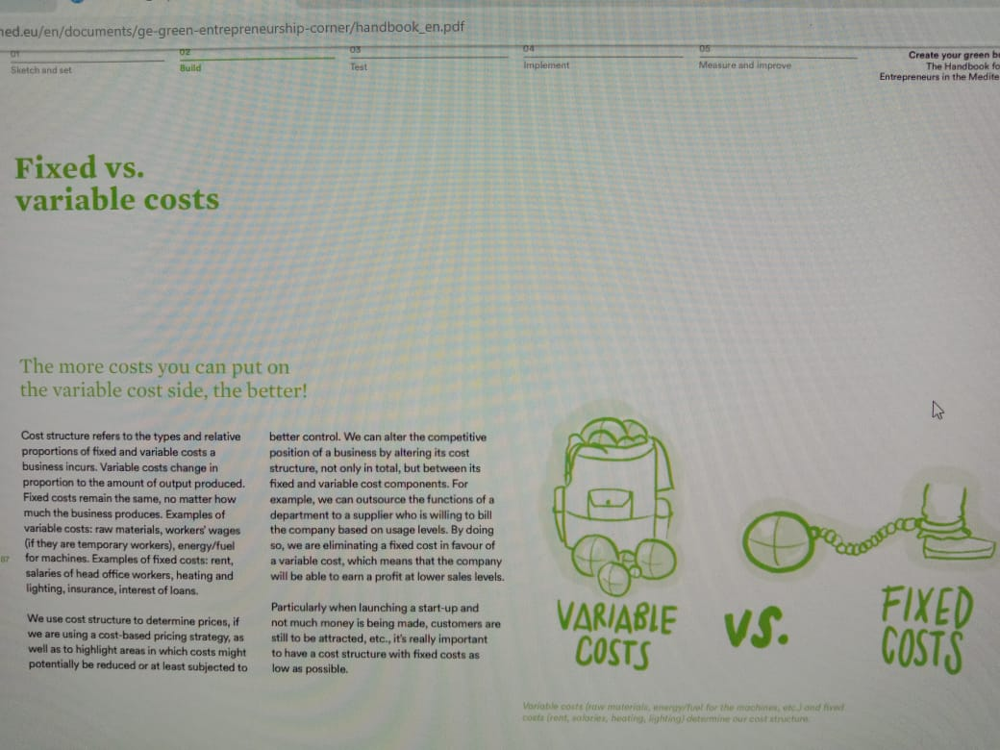 ned.eu/en/documents/ge-green-entrepreneurship-corner/handbook_en.pdf
01
Sketch and set
02
Build
03
Test
04
Implement
05
Measure and improve
Create your green b
The Handbook fo
Entrepreneurs in the Medite
Fixed vs.
variable costs
The more costs you can put on
the variable cost side, the better!
Cost structure refers to the types and relative
proportions of fixed and variable costs a
business incurs. Variable costs change in
proportion to the amount of output produced.
Fixed costs remain the same, no matter how
much the business produces. Examples of
variable costs: raw materials, workers' wages
(if they are temporary workers), energy/fuel
for machines. Examples of fixed costs: rent,
salaries of head office workers, heating and
lighting, insurance, interest of loans.
We use cost structure to determine prices, if
we are using a cost-based pricing strategy, as
well as to highlight areas in which costs might
potentially be reduced or at least subjected to
87
better control. We can alter the competitive
position of a business by altering its cost
structure, not only in total, but between its
fixed and variable cost components. For
example, we can outsource the functions of a
department to a supplier who is willing to bill
the company based on usage levels. By doing
so, we are eliminating a fixed cost in favour of
a variable cost, which means that the company
will be able to earn a profit at lower sales levels.
Particularly when launching a start-up and
not much money is being made, customers are
still to be attracted, etc., it's really important
to have a cost structure with fixed costs as
low as possible.
VARIABLE
COSTS
VS.
FIXED
COSTS
Variable costs (raw materials, energy/fuel for the machines, etc.) and fixed
costs (rent, salaries, heating, lighting) determine our cost structure.